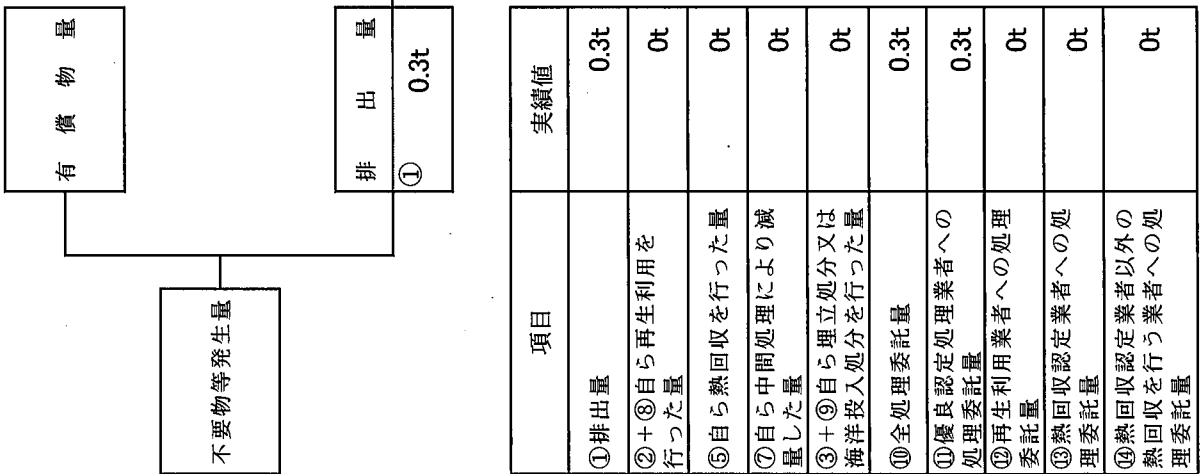 有償物量
不要物等発生量
排出量
①
0.3t
項目
実績値
①排出量
0.3t
②+⑧自ら再生利用を
行った量
0t
⑤自ら熱回収を行った量
0t
⑦自ら中間処理により減
量した量
0t
③+⑨自ら埋立処分又は
海洋投入処分を行った量
0t
⑩全処理委託量
0.3t
⑪優良認定処理業者への
処理委託量
0.3t
⑫再生利用業者への処理
委託量
0t
⑬熱回収認定業者への処
理委託量
0t
⑭熱回収認定業者以外の
熱回収を行う業者への処
理委託量
0t